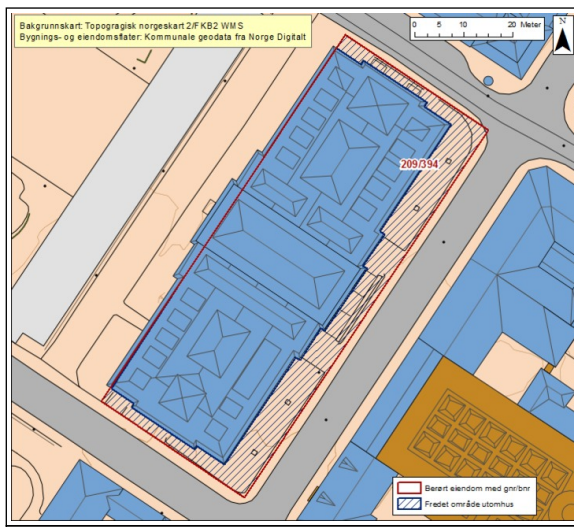 Bakgrunnskart: Topogragisk norgeskart 2/FKB2 WMS
Bygnings- og eiendomsflater: Kommunale geodata fra Norge Digitalt
0 5 10 20 Meter
N
209/394
Berørt eiendom med gnr/bnr
Fredet område utomhus